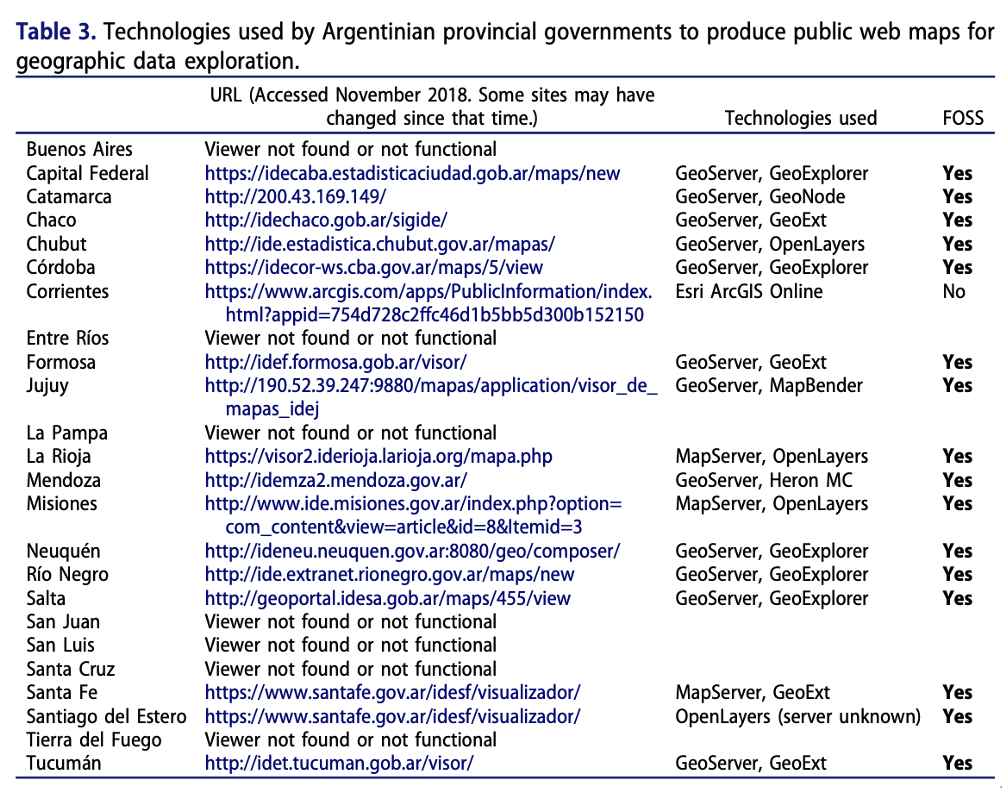 Table 3. Technologies used by Argentinian provincial governments to produce public web maps for
geographic data exploration.
URL (Accessed November 2018. Some sites may have
changed since that time.) Technologies used FOSS
Buenos Aires Viewer not found or not functional
Capital Federal https://idecaba.estadisticaciudad.gob.ar/maps/new GeoServer, GeoExplorer Yes
Catamarca http://200.43.169.149/ GeoServer, GeoNode Yes
Chaco http://idechaco.gob.ar/sigide/ GeoServer, GeoExt Yes
Chubut http://ide.estadistica.chubut.gov.ar/mapas/ GeoServer, OpenLayers Yes
Córdoba https://idecor-ws.cba.gov.ar/maps/5/view GeoServer, GeoExplorer Yes
Corrientes https://www.arcgis.com/apps/PublicInformation/index. Esri ArcGIS Online No
html?appid=754d728c2ffc46d1b5bb5d300b152150
Entre Ríos Viewer not found or not functional
Formosa http://idef.formosa.gob.ar/visor/ GeoServer, GeoExt Yes
Jujuy http://190.52.39.247:9880/mapas/application/visor_de_ GeoServer, MapBender Yes
mapas_idej
La Pampa Viewer not found or not functional
La Rioja https://visor2.iderioja.larioja.org/mapa.php MapServer, OpenLayers Yes
Mendoza http://idemza2.mendoza.gov.ar/ GeoServer, Heron MC Yes
Misiones http://www.ide.misiones.gov.ar/index.php?option= MapServer, OpenLayers Yes
com_content&view=article&id=8&Itemid=3
Neuquén http://ideneu.neuquen.gov.ar:8080/geo/composer/ GeoServer, GeoExplorer Yes
Río Negro http://ide.extranet.rionegro.gov.ar/maps/new GeoServer, GeoExplorer Yes
Salta http://geoportal.idesa.gob.ar/maps/455/view GeoServer, GeoExplorer Yes
San Juan Viewer not found or not functional
San Luis Viewer not found or not functional
Santa Cruz Viewer not found or not functional
Santa Fe https://www.santafe.gov.ar/idesf/visualizador/ MapServer, GeoExt Yes
Santiago del Estero https://www.santafe.gov.ar/idesf/visualizador/ OpenLayers (server unknown) Yes
Tierra del Fuego Viewer not found or not functional
Tucumán http://idet.tucuman.gob.ar/visor/ GeoServer, GeoExt Yes